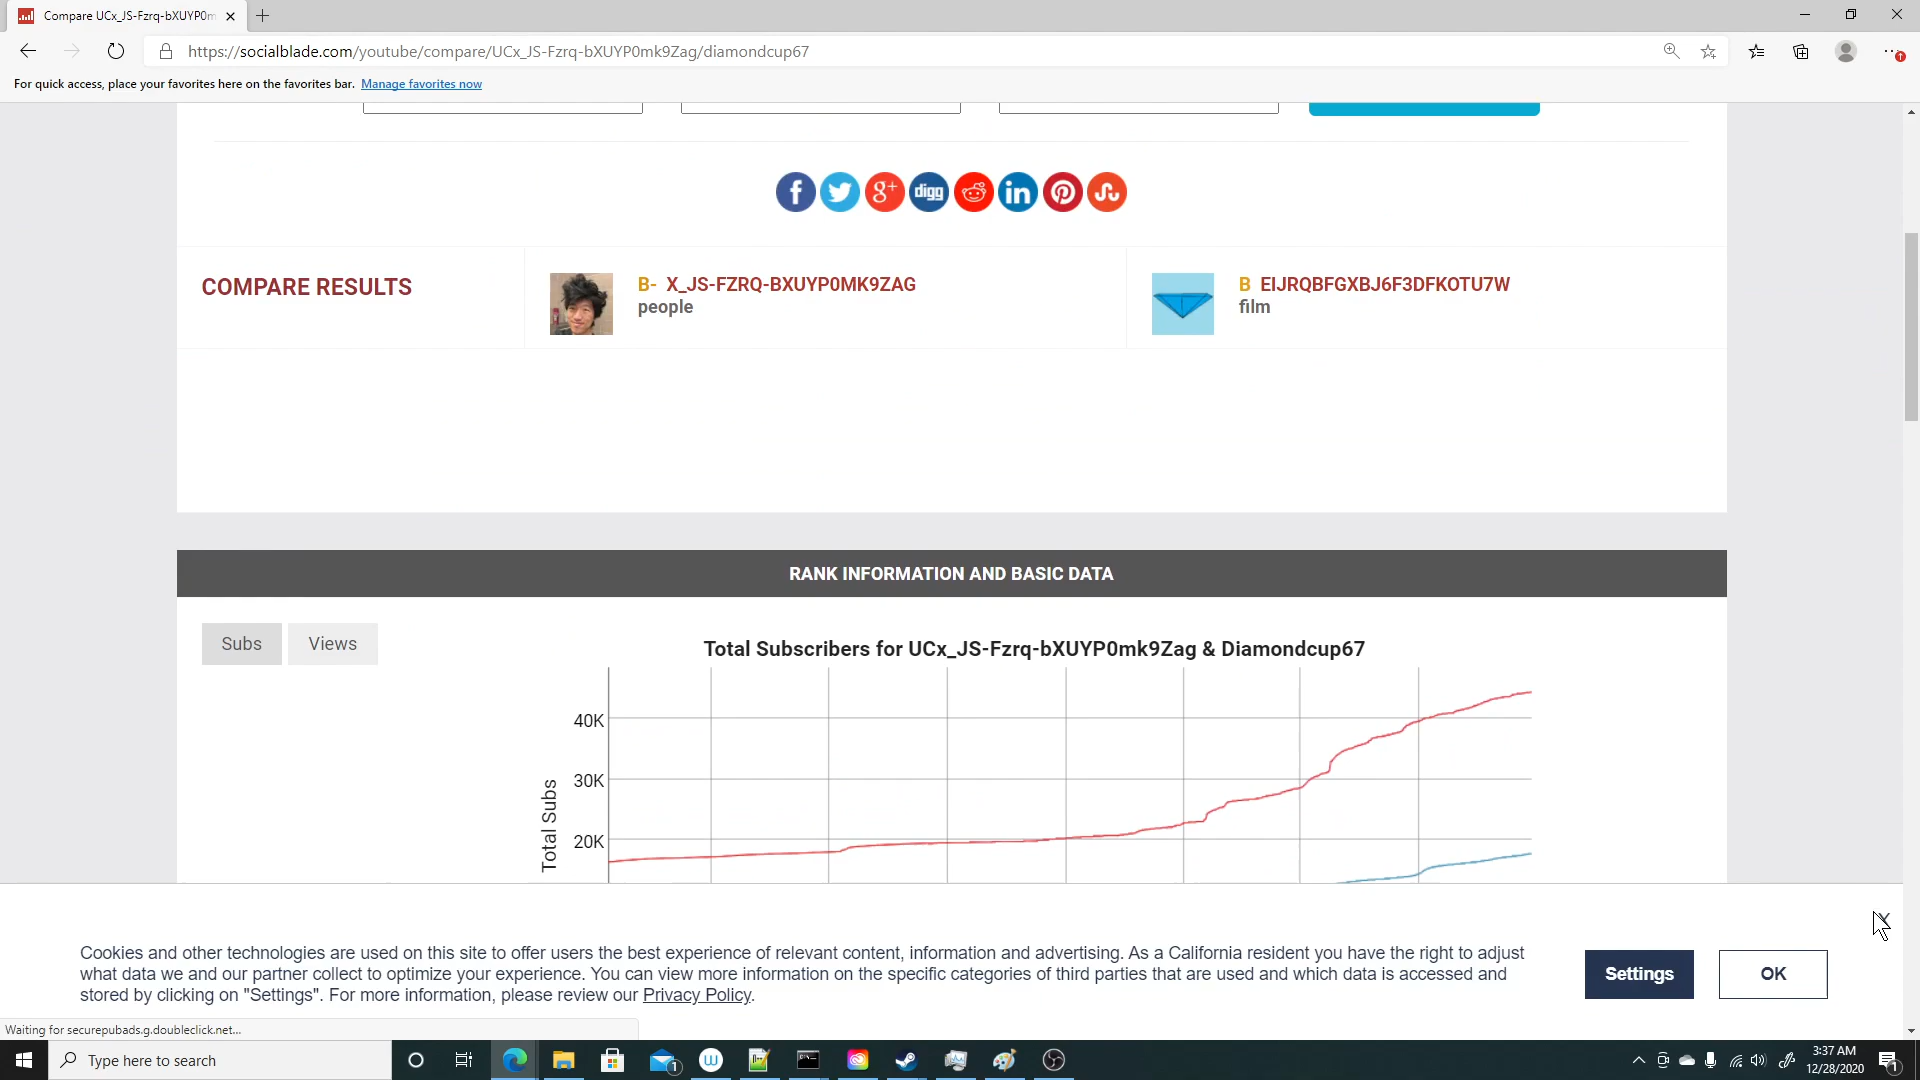 Compare UCx_JS-Fzrq-bXUYP0m
https://socialblade.com/youtube/compare/UCx_JS-Fzrq-bXUYP0mk9Zag/diamondcup67
For quick access, place your favorites here on the favorites bar. Manage favorites now
f g+ digg in
COMPARE RESULTS
B- X_JS-FZRQ-BXUYP0MK9ZAG
people
B EIJRQBFGXBJ6F3DFKOTU7W
film
RANK INFORMATION AND BASIC DATA
Subs Views
Total Subscribers for UCx_JS-Fzrq-bXUYP0mk9Zag & Diamondcup67
40K
30K
20K
Total Subs
Cookies and other technologies are used on this site to offer users the best experience of relevant content, information and advertising. As a California resident you have the right to adjust
what data we and our partner collect to optimize your experience. You can view more information on the specific categories of third parties that are used and which data is accessed and
stored by clicking on "Settings". For more information, please review our Privacy Policy.
Settings
OK
Waiting for securepubads.g.doubleclick.net...
Type here to search
1
W
3:37 AM
12/28/2020
1